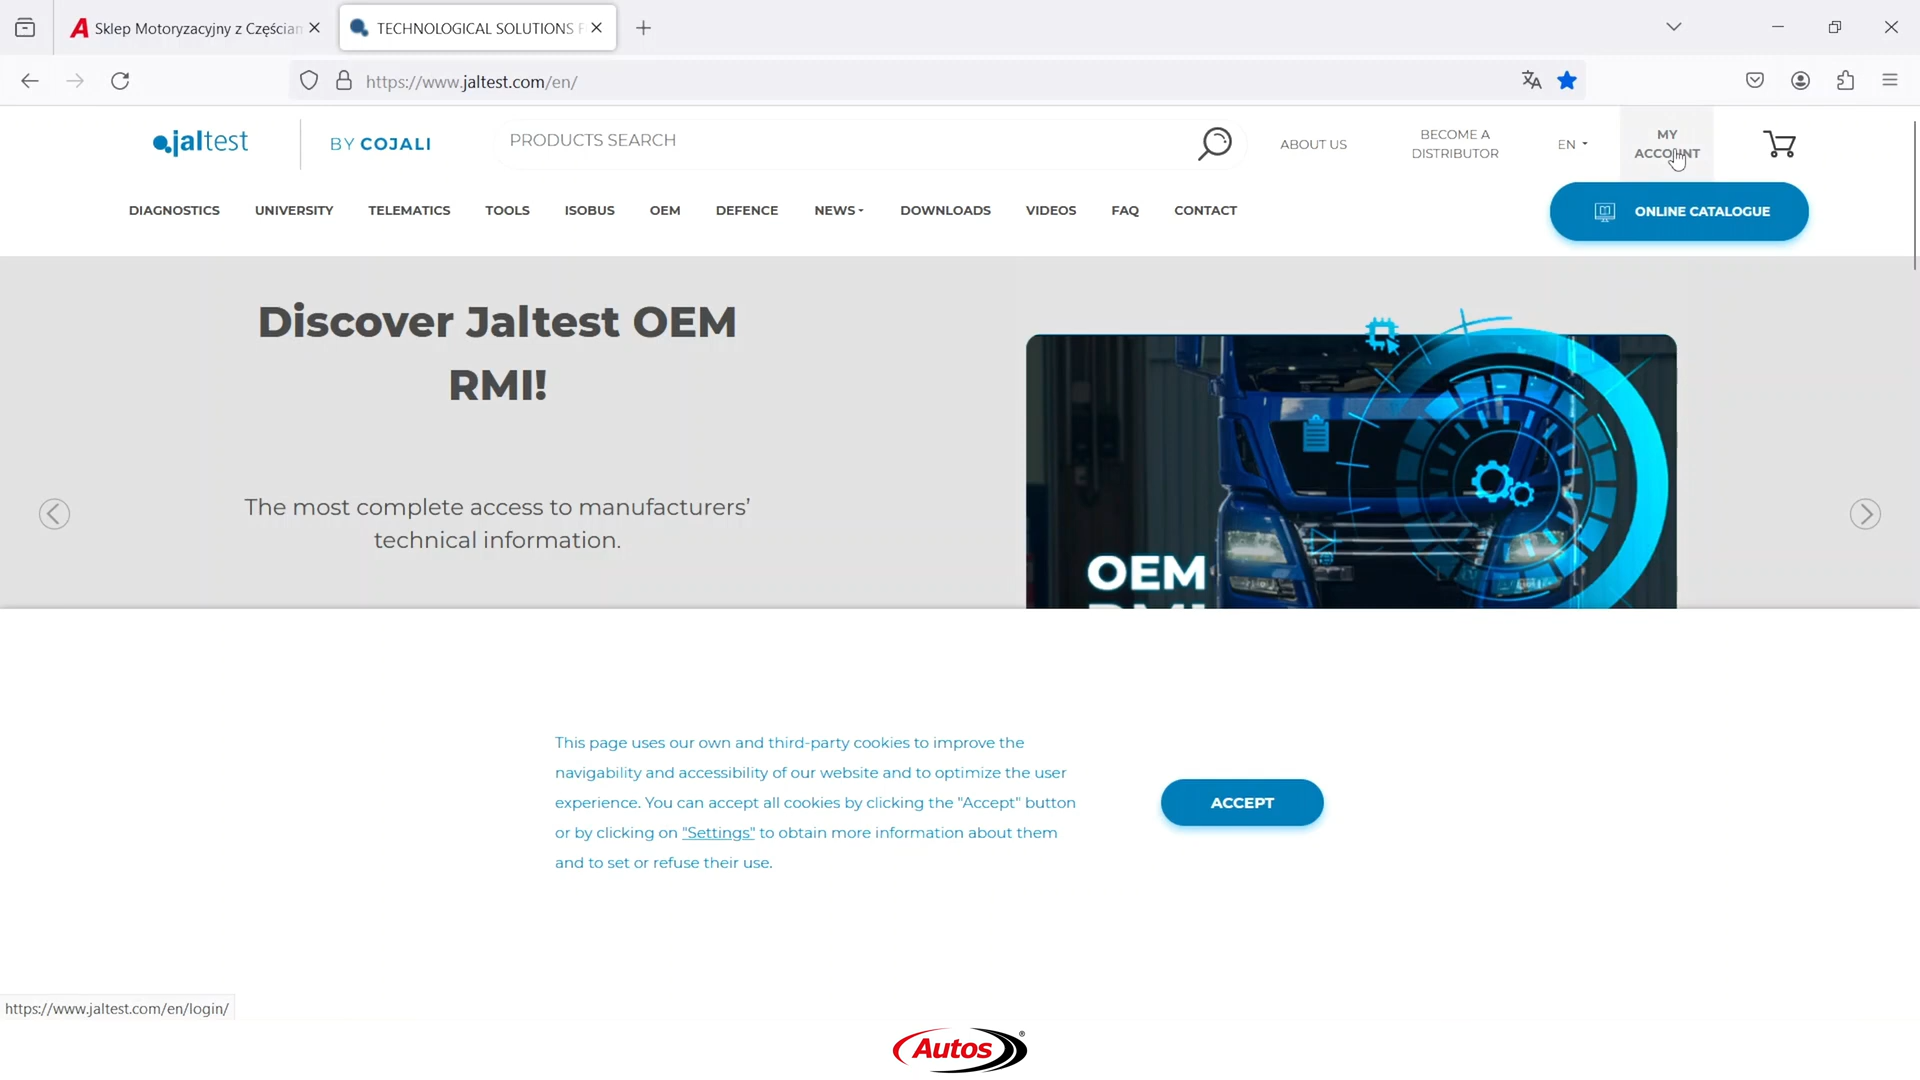 Sklep Motoryzacyjny z Częściam
TECHNOLOGICAL SOLUTIONS F
https://www.jaltest.com/en/
jaltest
BY COJALI
PRODUCTS SEARCH
ABOUT US
BECOME A
DISTRIBUTOR
EN
MY
ACCOUNT
DIAGNOSTICS
UNIVERSITY
TELEMATICS
TOOLS
ISOBUS
OEM
DEFENCE
NEWS
DOWNLOADS
VIDEOS
FAQ
CONTACT
ONLINE CATALOGUE
Discover Jaltest OEM
RMI!
The most complete access to manufacturers’
technical information.
OEM
RMI
This page uses our own and third-party cookies to improve the
navigability and accessibility of our website and to optimize the user
experience. You can accept all cookies by clicking the "Accept" button
or by clicking on "Settings" to obtain more information about them
and to set or refuse their use.
ACCEPT
https://www.jaltest.com/en/login/
Autos®